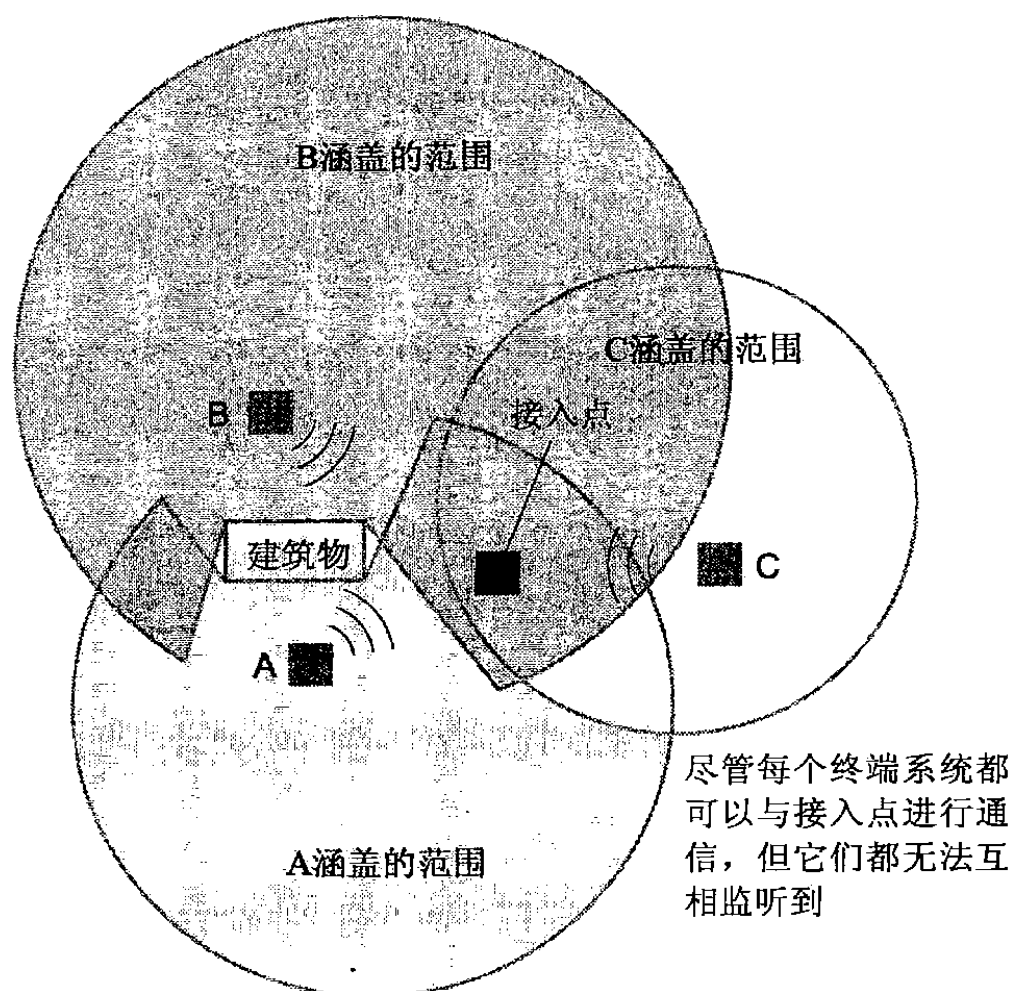 B涵盖的范围
C涵盖的范围
B
接入点
建筑物
C
A
尽管每个终端系统都
可以与接入点进行通
信，但它们都无法互
相监听到
A涵盖的范围